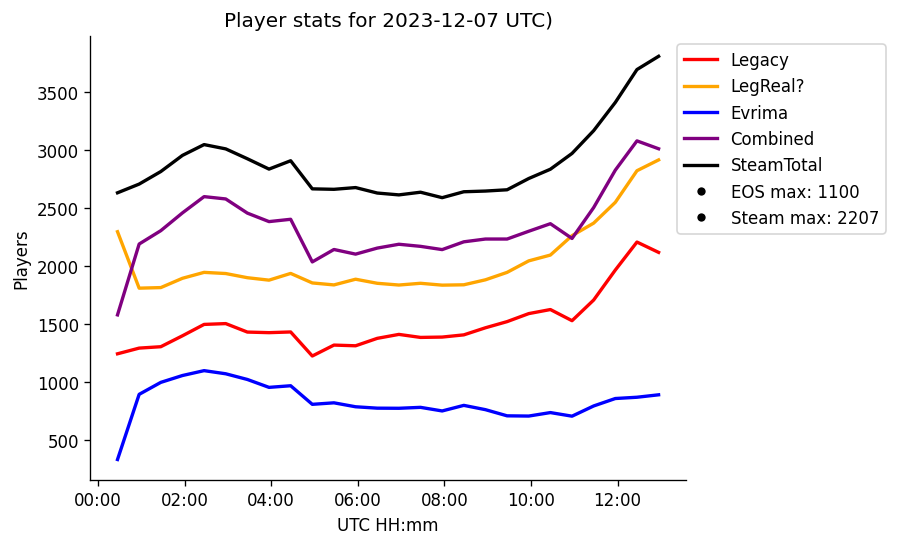 Player stats for 2023-12-07 UTC)
Players
3500
3000
2500
2000
1500
1000
500
00:00 02:00 04:00 06:00 08:00 10:00 12:00
UTC HH:mm
Legacy
LegReal?
Evrima
Combined
SteamTotal
EOS max: 1100
Steam max: 2207